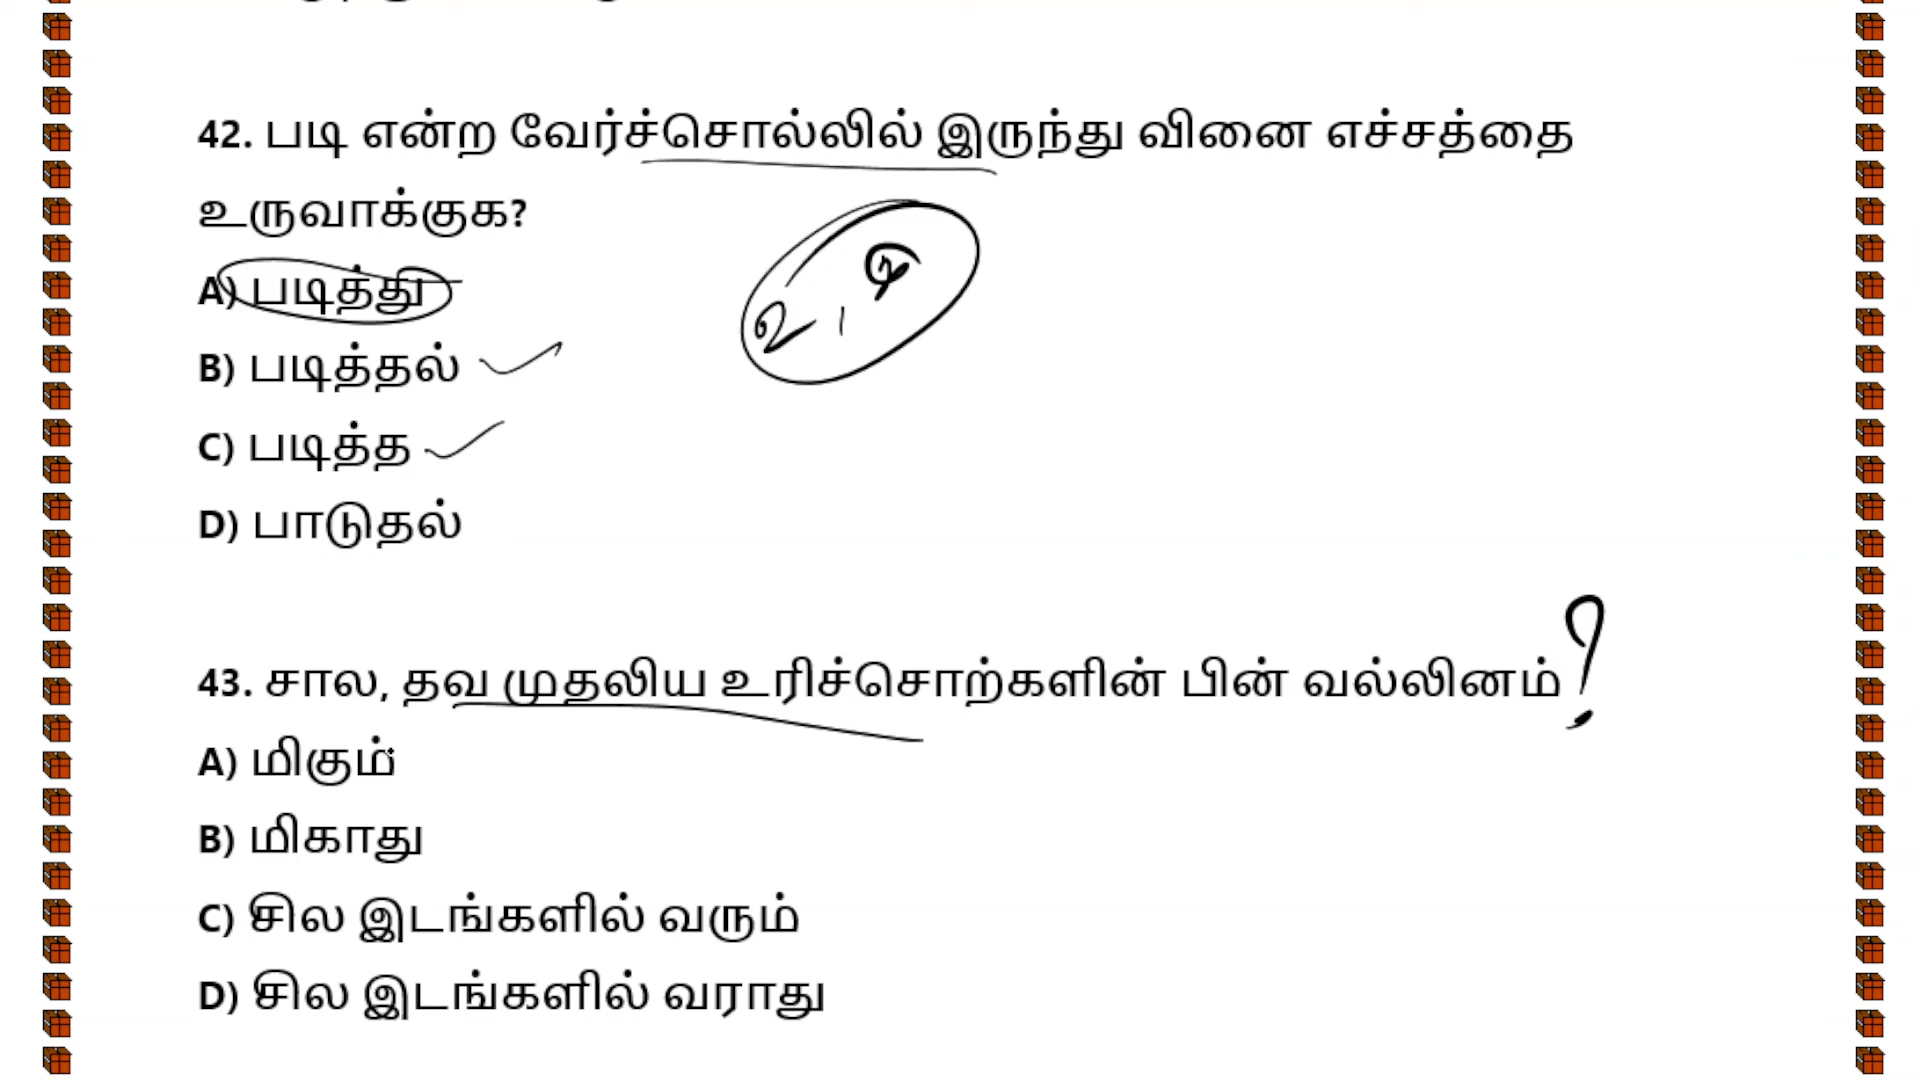 42. படி என்ற வேர்ச்சொல்லில் இருந்து வினை எச்சத்தை
உருவாக்குக?
A) படித்து
B) படித்தல்
C) படித்த
D) பாடுதல்
உ, இ
43. சால, தவ முதலிய உரிச்சொற்களின் பின் வல்லினம்?
A) மிகும்
B) மிகாது
C) சில இடங்களில் வரும்
D) சில இடங்களில் வராது